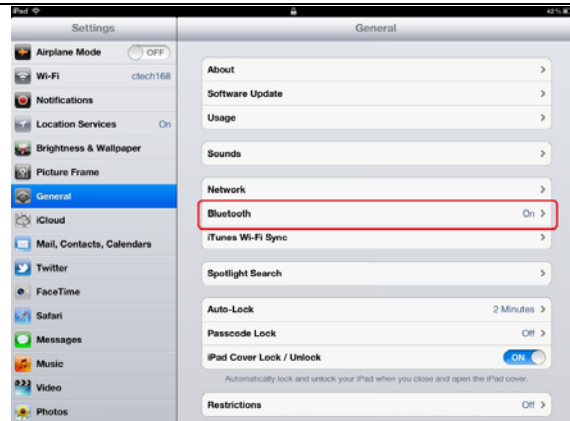 iPad
42%
Settings
General
Airplane Mode OFF
Wi-Fi ctech168
Notifications
Location Services On
Brightness & Wallpaper
Picture Frame
General
iCloud
Mail, Contacts, Calendars
Twitter
FaceTime
Safari
Messages
Music
Video
Photos
About
Software Update
Usage
Sounds
Network
Bluetooth On
iTunes Wi-Fi Sync
Spotlight Search
Auto-Lock 2 Minutes
Passcode Lock Off
iPad Cover Lock / Unlock ON
Automatically lock and unlock your iPad when you close and open the iPad cover.
Restrictions Off